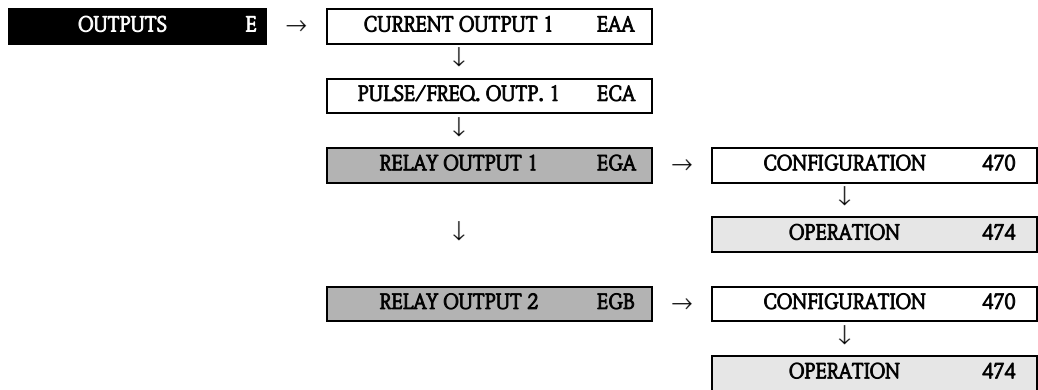 OUTPUTS E → CURRENT OUTPUT 1 EAA
↓
PULSE/FREQ. OUTP. 1 ECA
↓
RELAY OUTPUT 1 EGA → CONFIGURATION 470
↓
↓ OPERATION 474
RELAY OUTPUT 2 EGB → CONFIGURATION 470
↓
OPERATION 474